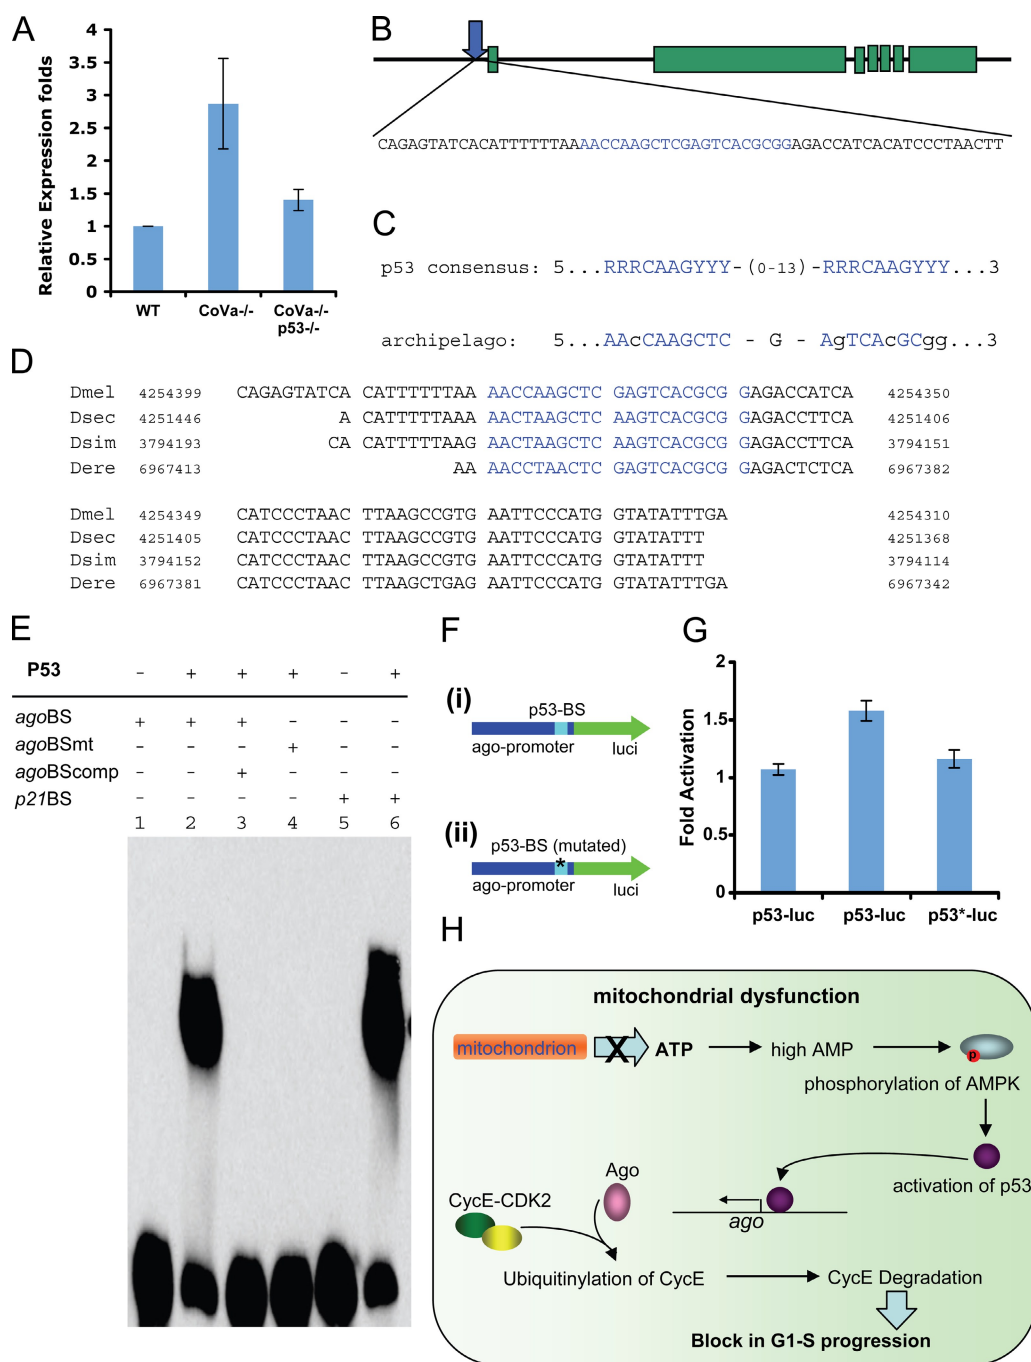 A
Relative Expression folds
4
3.5
3
2.5
2
1.5
1
0.5
0
WT
CoVa-/-
CoVa-/-
p53-/-
B
CAGAGTATCACATTTTTTAAAACCAAGCTCGAGTCACGCGGAGACCATCACATCCCTAACTT
C
p53 consensus: 5...RRRCAAGYYY-(0-13)-RRRCAAGYYY...3
archipelago: 5...AAcCAAGCTC - G - AgTCAcGCgg...3
D
Dmel 4254399 CAGAGTATCA CATTTTTTAA AACCAAGCTC GAGTCACGCG GAGACCATCA 4254350
Dsec 4251446 A CATTTTTAAA AACTAAGCTC AAGTCACGCG GAGACCTTCA 4251406
Dsim 3794193 CA CATTTTTAAG AACTAAGCTC AAGTCACGCG GAGACCTTCA 3794151
Dere 6967413 AA AACCTAACTC GAGTCACGCG GAGACTCTCA 6967382
Dmel 4254349 CATCCCTAAC TTAAGCCGTG AATTCCCATG GTATATTTGA 4254310
Dsec 4251405 CATCCCTAAC TTAAGCCGTG AATTCCCATG GTATATTT 4251368
Dsim 3794152 CATCCCTAAC TTAAGCCGTG AATTCCCATG GTATATTT 3794114
Dere 6967381 CATCCCTAAC TTAAGCTGAG AATTCCCATG GTATATTTGA 6967342
E
P53 - + + + - +
agoBS + + + - - -
agoBSmt - - - + - -
agoBScomp - - + - - -
p21BS - - - - + +
1 2 3 4 5 6
F
(i)
p53-BS
ago-promoter luci
(ii)
p53-BS (mutated)
*
ago-promoter luci
G
Fold Activation
2
1.5
1
0.5
0
p53-luc p53-luc p53*-luc
H
mitochondrial dysfunction
mitochondrion X ATP high AMP p
phosphorylation of AMPK
activation of p53
Ago
ago
CycE-CDK2
Ubiquitinylation of CycE CycE Degradation
Block in G1-S progression